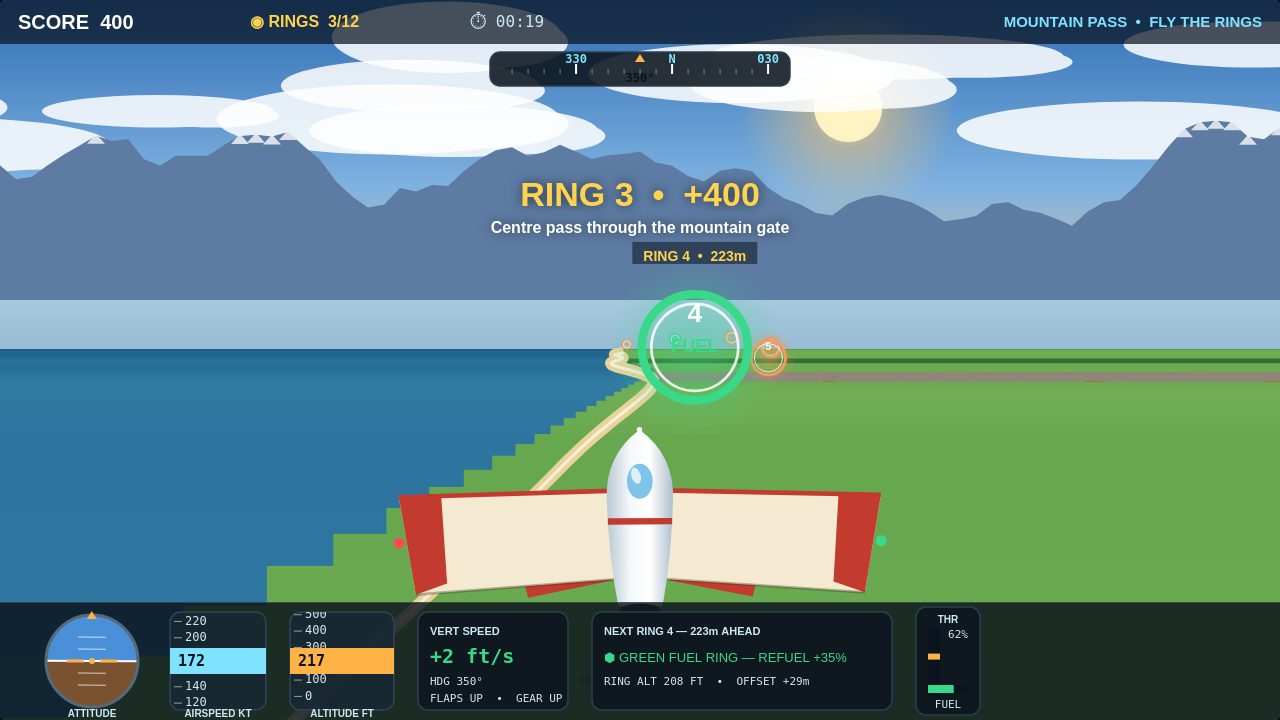 SCORE 400
◉ RINGS 3/12
⏱ 00:19
MOUNTAIN PASS • FLY THE RINGS
330 N 030
350°
RING 3 • +400
Centre pass through the mountain gate
RING 4 • 223m
4
FUEL
5
220
200
172
140
120
AIRSPEED KT
500
400
300
217
100
0
ALTITUDE FT
ATTITUDE
VERT SPEED
+2 ft/s
HDG 350°
FLAPS UP • GEAR UP
NEXT RING 4 — 223m AHEAD
⬢ GREEN FUEL RING — REFUEL +35%
RING ALT 208 FT • OFFSET +29m
THR
62%
FUEL